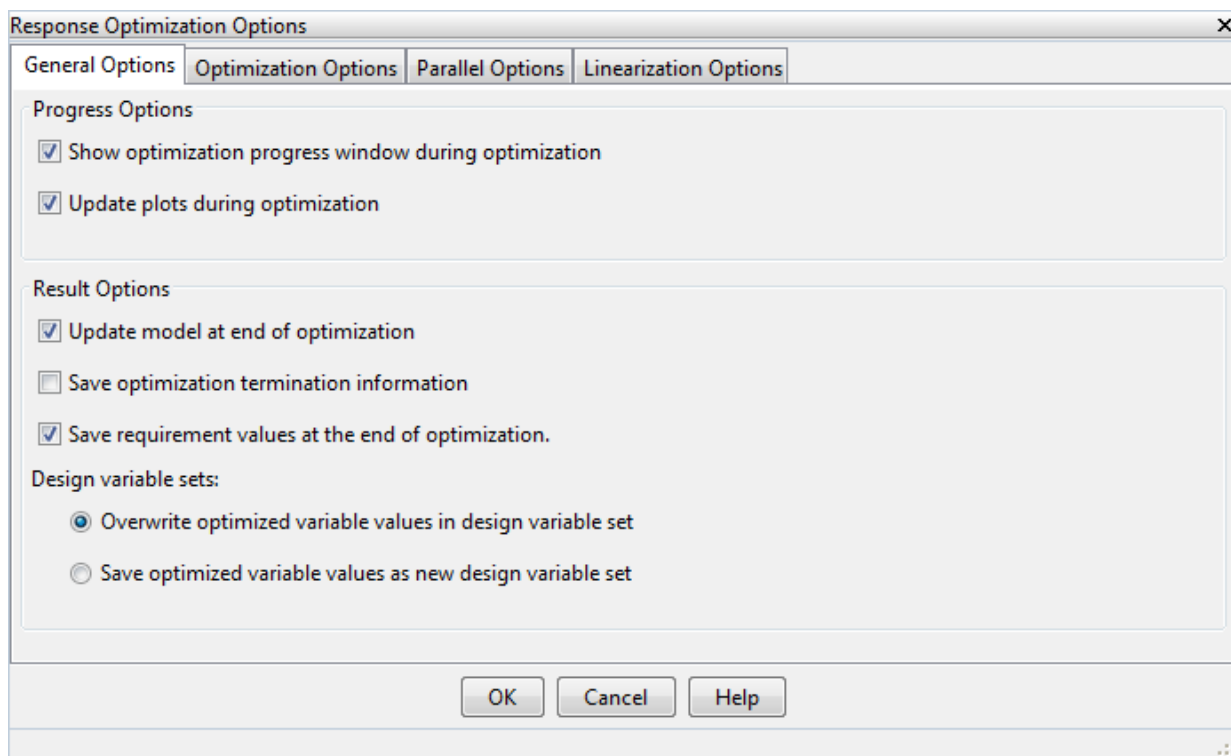 Response Optimization Options
General Options Optimization Options Parallel Options Linearization Options
Progress Options
Show optimization progress window during optimization
Update plots during optimization
Result Options
Update model at end of optimization
Save optimization termination information
Save requirement values at the end of optimization.
Design variable sets:
Overwrite optimized variable values in design variable set
Save optimized variable values as new design variable set
OK Cancel Help